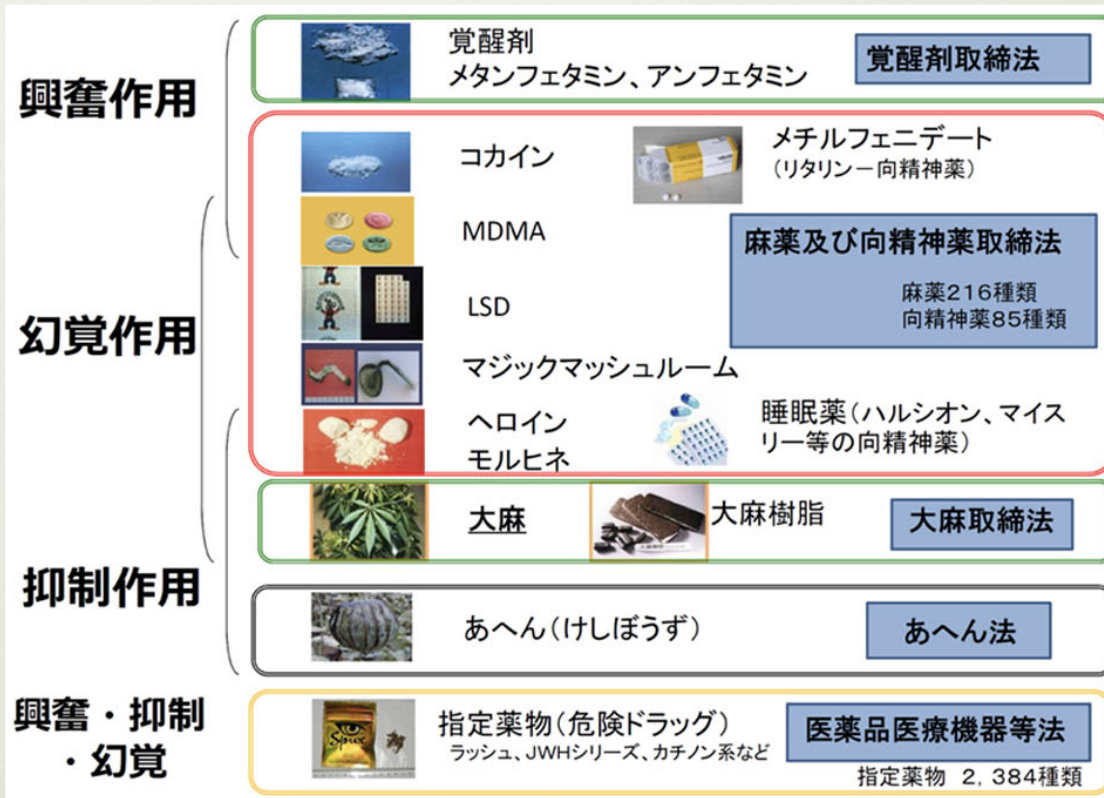 興奮作用
覚醒剤
メタンフェタミン、アンフェタミン
覚醒剤取締法
コカイン
メチルフェニデート
(リタリン－向精神薬)
MDMA
麻薬及び向精神薬取締法
麻薬216種類
向精神薬85種類
幻覚作用
LSD
マジックマッシュルーム
ヘロイン
モルヒネ
睡眠薬(ハルシオン、マイス
リー等の向精神薬)
大麻
大麻樹脂
大麻取締法
抑制作用
あへん(けしぼうず)
あへん法
興奮・抑制
・幻覚
指定薬物(危険ドラッグ)
ラッシュ、JWHシリーズ、カチノン系など
医薬品医療機器等法
指定薬物 2,384種類